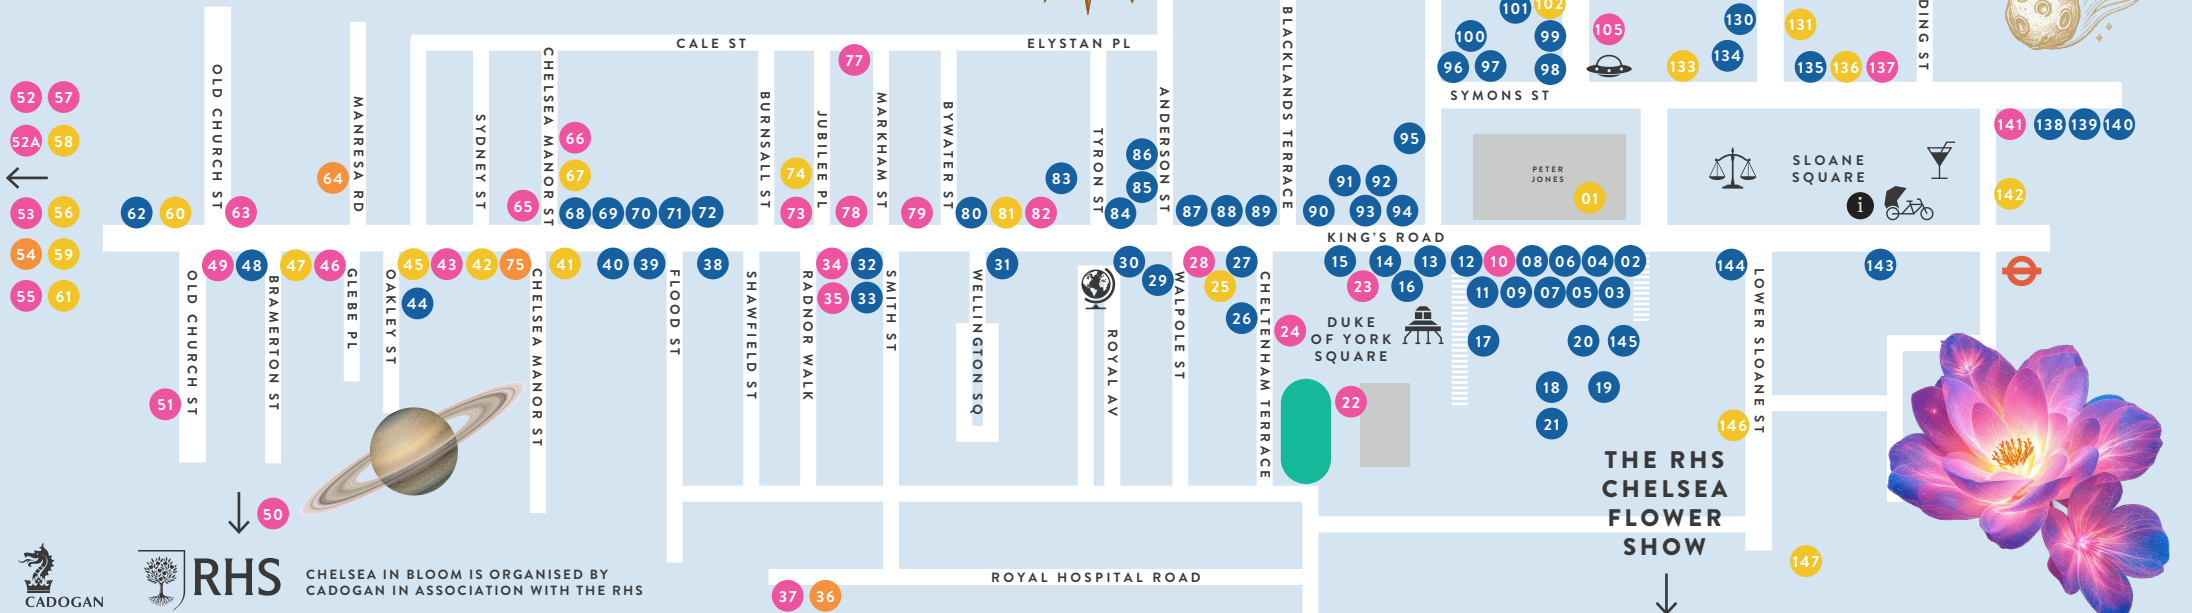 101
102
100
99
96
97
98
105
130
131
133
134
135
136
137
BLACKLANDS TERRACE
DING ST
CALE ST
ELYSTAN PL
SYMONS ST
52
57
52A
58
53
56
54
59
55
61
OLD CHURCH ST
MANRESA RD
SYDNEY ST
CHELSEA MANOR ST
BURNSALL ST
JUBILEE PL
MARKHAM ST
BYWATER ST
TYRON ST
ANDERSON ST
77
66
67
64
65
74
62
60
63
68
69
70
71
72
73
78
79
80
81
82
83
84
85
86
87
88
89
90
91
92
93
94
95
PETER
JONES
01
SLOANE
SQUARE
i
141
138
139
140
142
KING'S ROAD
49
48
47
46
45
43
42
75
41
40
39
38
34
32
35
33
31
30
29
28
27
25
26
15
14
13
12
10
08
06
04
02
23
16
11
09
07
05
03
144
143
44
24
17
20
145
18
19
21
22
146
51
50
OLD CHURCH ST
BRAMERTON ST
GLEBE PL
OAKLEY ST
CHELSEA MANOR ST
FLOOD ST
SHAWFIELD ST
RADNOR WALK
SMITH ST
WELLINGTON SQ
ROYAL AV
WALPOLE ST
CHELTENHAM TERRACE
LOWER SLOANE ST
DUKE
OF YORK
SQUARE
THE RHS
CHELSEA
FLOWER
SHOW
147
CADOGAN
RHS
CHELSEA IN BLOOM IS ORGANISED BY
CADOGAN IN ASSOCIATION WITH THE RHS
ROYAL HOSPITAL ROAD
37
36